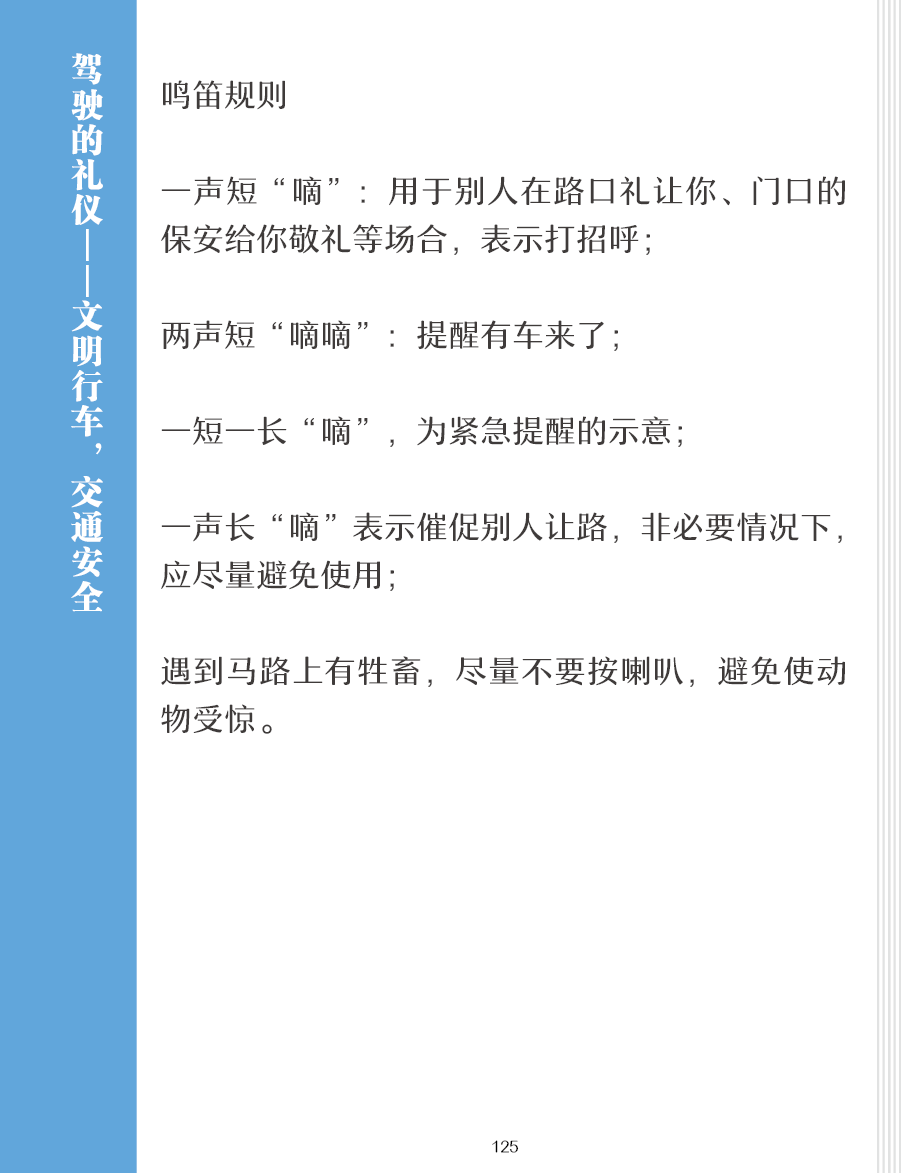 驾驶的礼仪——文明行车，交通安全
鸣笛规则
一声短“嘀”：用于别人在路口礼让你、门口的
保安给你敬礼等场合，表示打招呼；
两声短“嘀嘀”：提醒有车来了；
一短一长“嘀”，为紧急提醒的示意；
一声长“嘀”表示催促别人让路，非必要情况下，
应尽量避免使用；
遇到马路上有牲畜，尽量不要按喇叭，避免使动
物受惊。
125